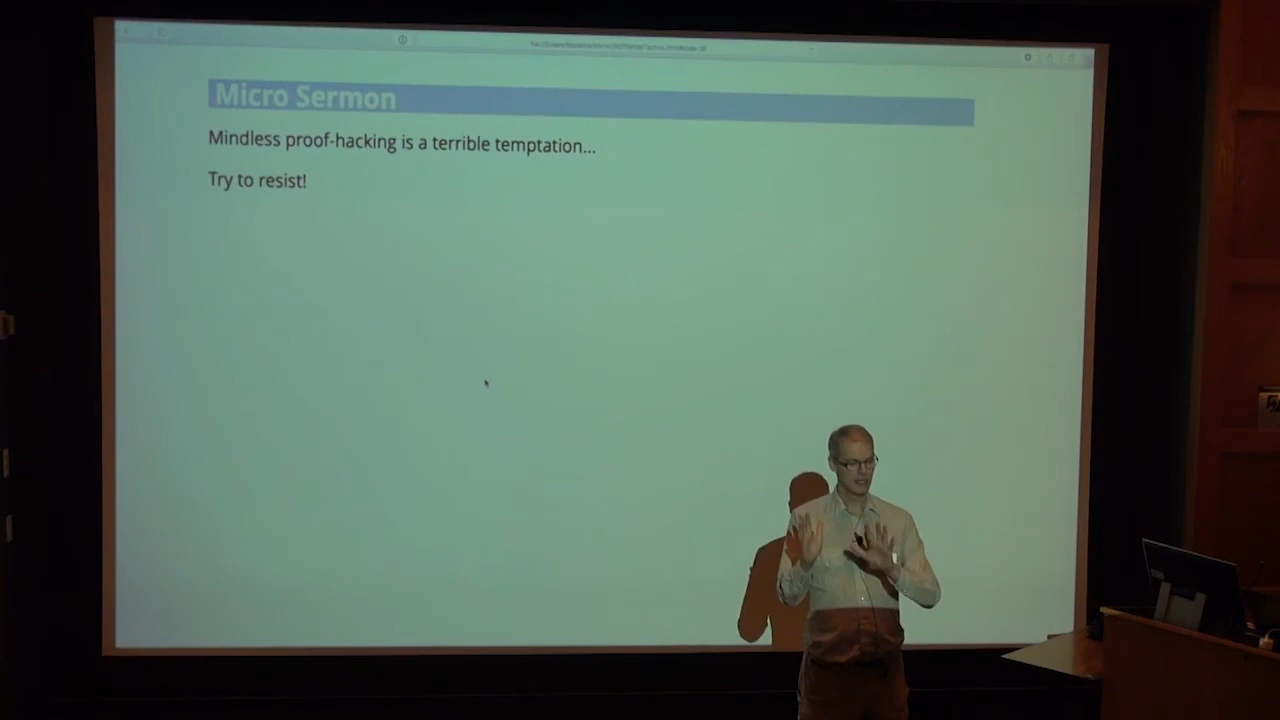 Micro Sermon
Mindless proof-hacking is a terrible temptation...
Try to resist!